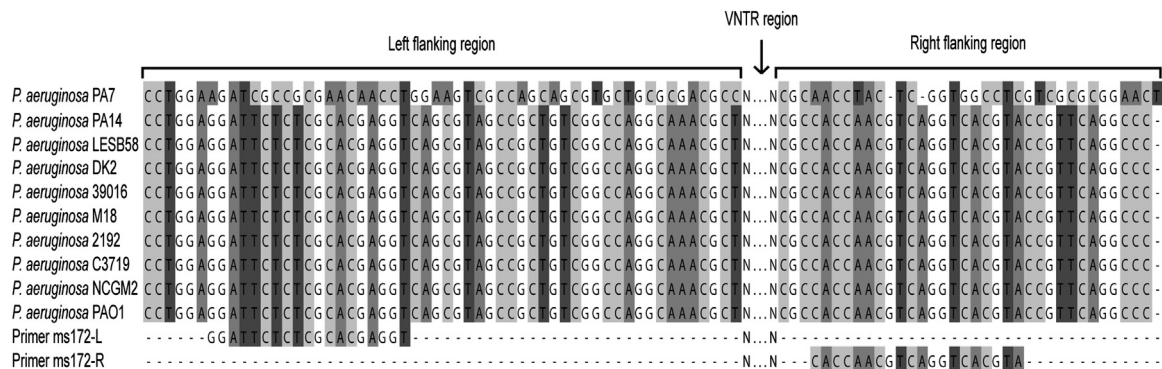 VNTR region
Left flanking region
Right flanking region
P. aeruginosa PA7 CCTGGAAGATCGCCGCGAACAACCTGGAAGTCGCCAGCAGCGTGCTGCGCGACGCCN...NCGCAACCTAC-TC-GGTGGCCTCGTCGCGCGGAACT
P. aeruginosa PA14 CCTGGAGGATTCTCTCGCACGAGGTCAGCGTAGCCGCTGTCGGCCAGGCAAACGCTN...NCGCCACCAACGTCAGGTCACGTACCGTTCAGGCCC-
P. aeruginosa LESB58 CCTGGAGGATTCTCTCGCACGAGGTCAGCGTAGCCGCTGTCGGCCAGGCAAACGCTN...NCGCCACCAACGTCAGGTCACGTACCGTTCAGGCCC-
P. aeruginosa DK2 CCTGGAGGATTCTCTCGCACGAGGTCAGCGTAGCCGCTGTCGGCCAGGCAAACGCTN...NCGCCACCAACGTCAGGTCACGTACCGTTCAGGCCC-
P. aeruginosa 39016 CCTGGAGGATTCTCTCGCACGAGGTCAGCGTAGCCGCTGTCGGCCAGGCAAACGCTN...NCGCCACCAACGTCAGGTCACGTACCGTTCAGGCCC-
P. aeruginosa M18 CCTGGAGGATTCTCTCGCACGAGGTCAGCGTAGCCGCTGTCGGCCAGGCAAACGCTN...NCGCCACCAACGTCAGGTCACGTACCGTTCAGGCCC-
P. aeruginosa 2192 CCTGGAGGATTCTCTCGCACGAGGTCAGCGTAGCCGCTGTCGGCCAGGCAAACGCTN...NCGCCACCAACGTCAGGTCACGTACCGTTCAGGCCC-
P. aeruginosa C3719 CCTGGAGGATTCTCTCGCACGAGGTCAGCGTAGCCGCTGTCGGCCAGGCAAACGCTN...NCGCCACCAACGTCAGGTCACGTACCGTTCAGGCCC-
P. aeruginosa NCGM2 CCTGGAGGATTCTCTCGCACGAGGTCAGCGTAGCCGCTGTCGGCCAGGCAAACGCTN...NCGCCACCAACGTCAGGTCACGTACCGTTCAGGCCC-
P. aeruginosa PAO1 CCTGGAGGATTCTCTCGCACGAGGTCAGCGTAGCCGCTGTCGGCCAGGCAAACGCTN...NCGCCACCAACGTCAGGTCACGTACCGTTCAGGCCC-
Primer ms172-L ------GGATTCTCTCGCACGAGGT-------------------------------N...N------------------------------------
Primer ms172-R --------------------------------------------------------N...N---CACCAACGTCAGGTCACGTA-------------